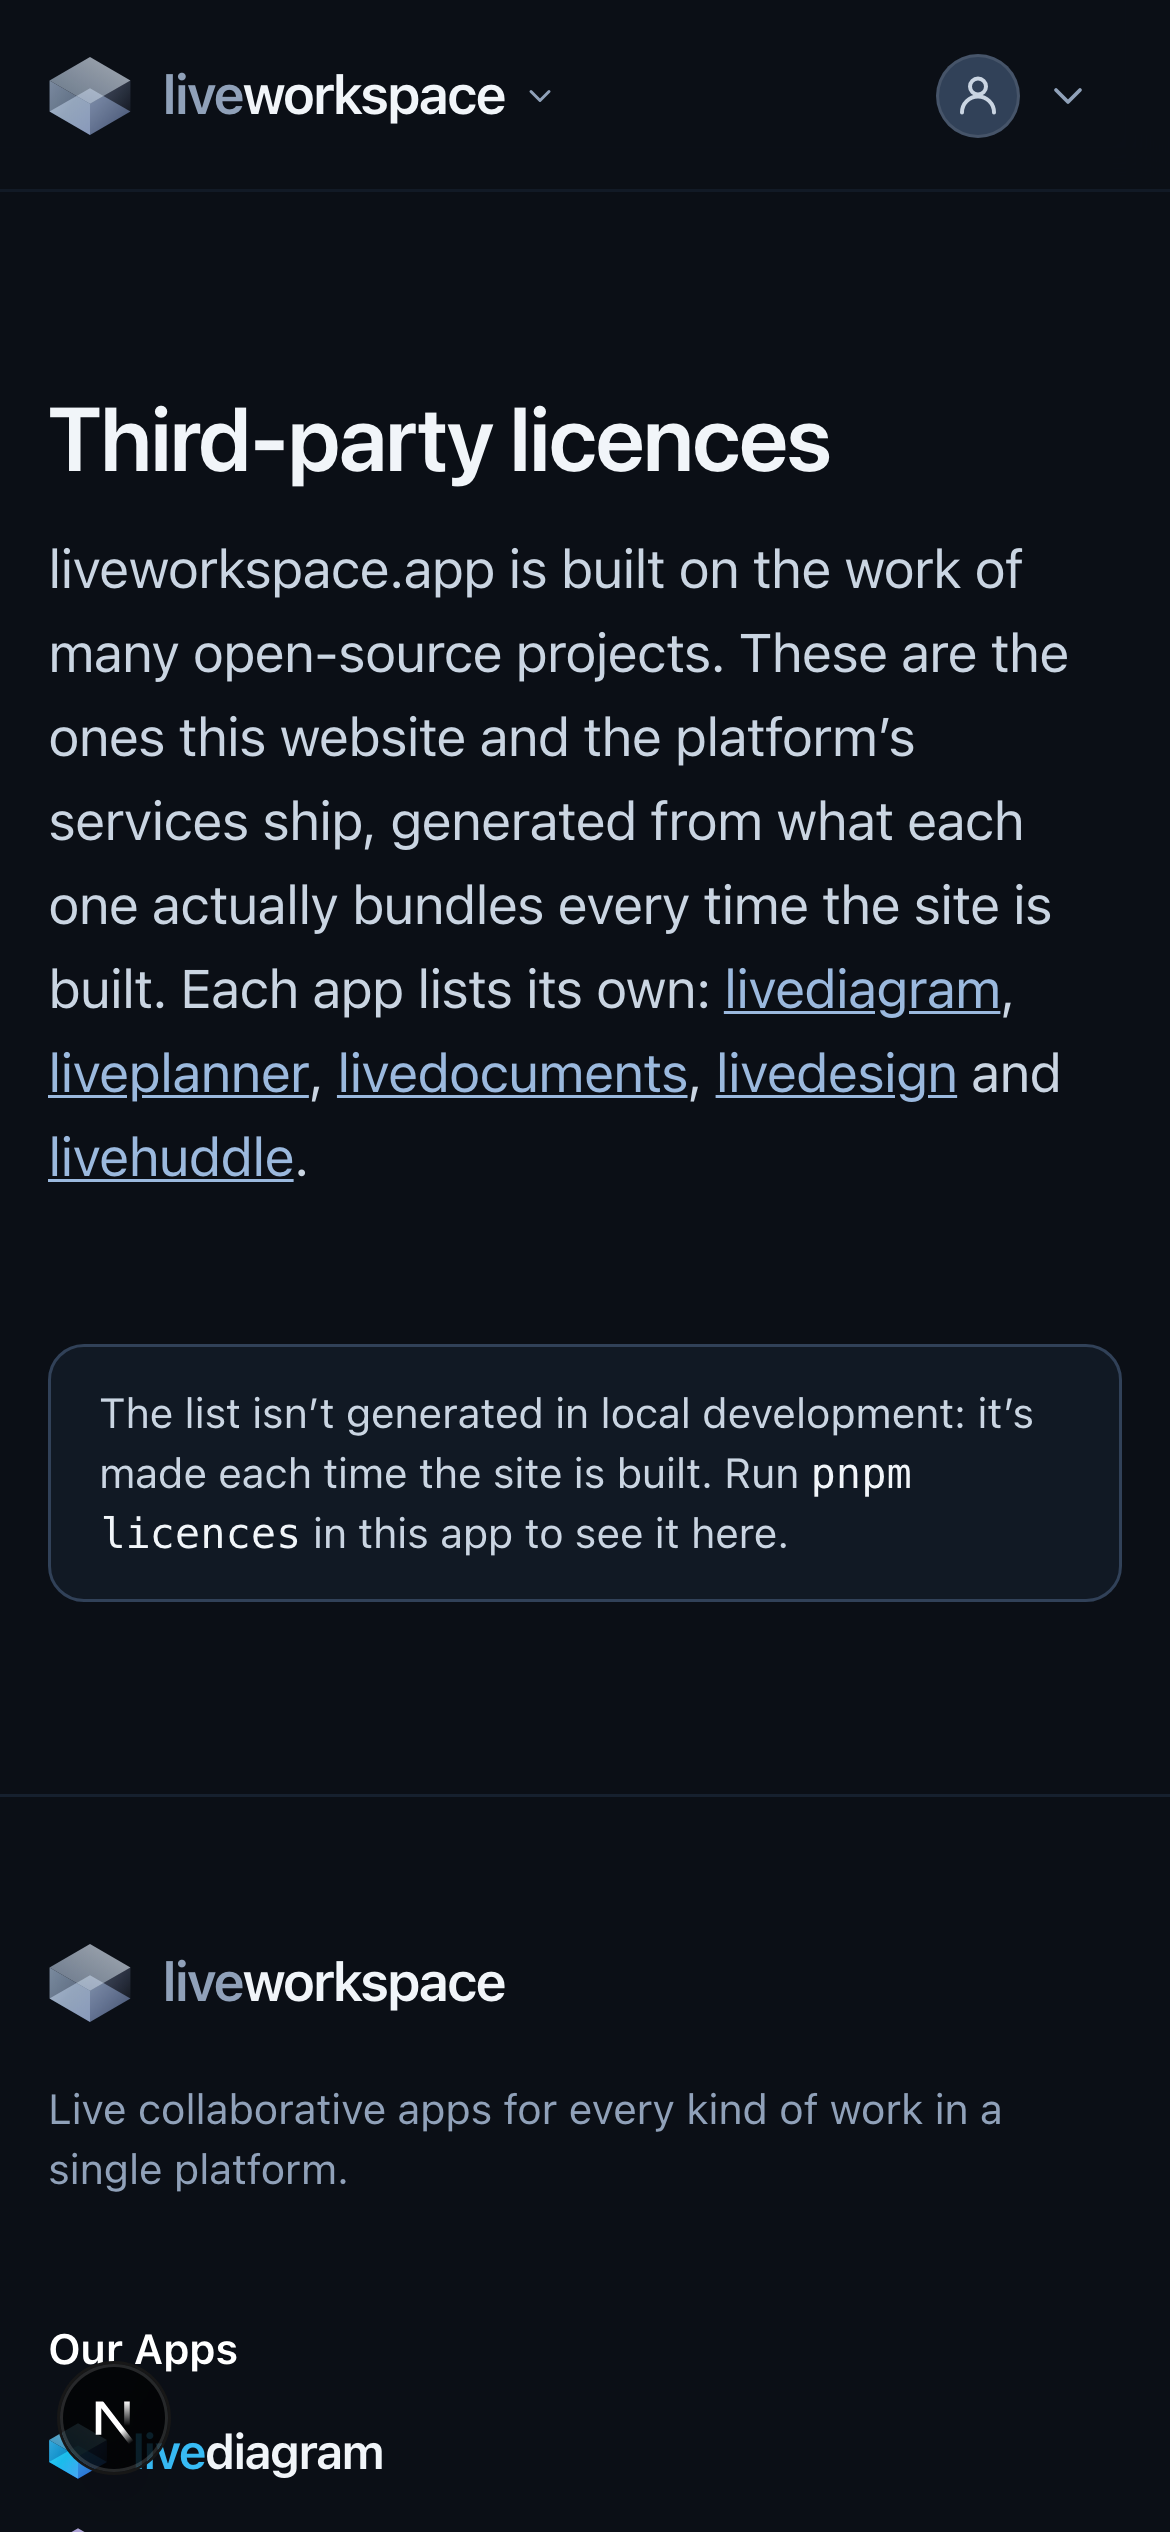 liveworkspace
Third-party licences
liveworkspace.app is built on the work of
many open-source projects. These are the
ones this website and the platform’s
services ship, generated from what each
one actually bundles every time the site is
built. Each app lists its own: livediagram,
liveplanner, livedocuments, livedesign and
livehuddle.
The list isn’t generated in local development: it’s
made each time the site is built. Run pnpm
licences in this app to see it here.
liveworkspace
Live collaborative apps for every kind of work in a
single platform.
Our Apps
N
livediagram